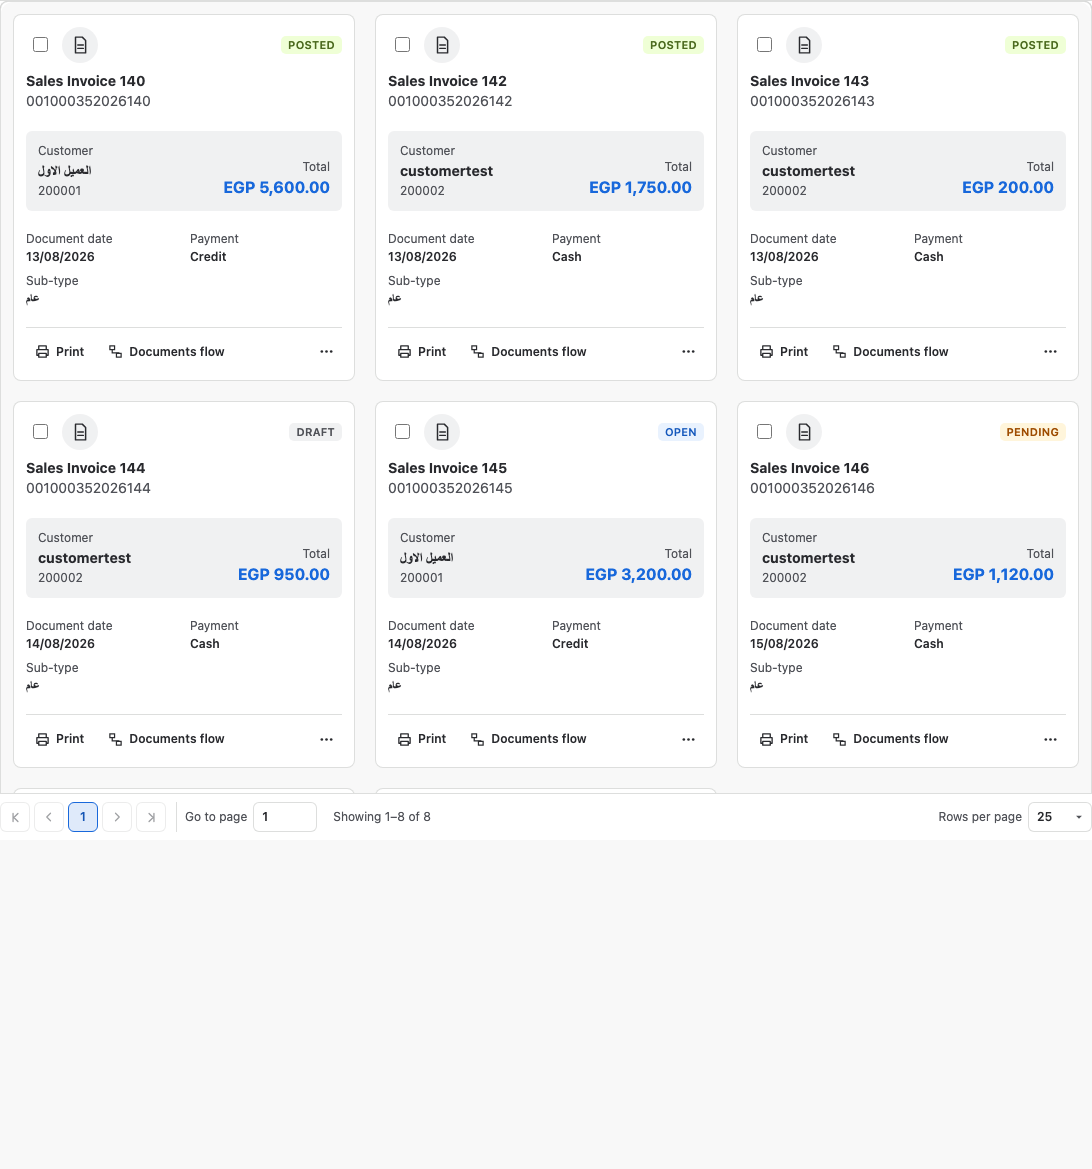 POSTED
Sales Invoice 140
001000352026140
Customer
العميل الاول
200001
Total
EGP 5,600.00
Document date
13/08/2026
Payment
Credit
Sub-type
عام
Print
Documents flow
POSTED
Sales Invoice 142
001000352026142
Customer
customertest
200002
Total
EGP 1,750.00
Document date
13/08/2026
Payment
Cash
Sub-type
عام
Print
Documents flow
POSTED
Sales Invoice 143
001000352026143
Customer
customertest
200002
Total
EGP 200.00
Document date
13/08/2026
Payment
Cash
Sub-type
عام
Print
Documents flow
DRAFT
Sales Invoice 144
001000352026144
Customer
customertest
200002
Total
EGP 950.00
Document date
14/08/2026
Payment
Cash
Sub-type
عام
Print
Documents flow
OPEN
Sales Invoice 145
001000352026145
Customer
العميل الاول
200001
Total
EGP 3,200.00
Document date
14/08/2026
Payment
Credit
Sub-type
عام
Print
Documents flow
PENDING
Sales Invoice 146
001000352026146
Customer
customertest
200002
Total
EGP 1,120.00
Document date
15/08/2026
Payment
Cash
Sub-type
عام
Print
Documents flow
1
Go to page
1
Showing 1–8 of 8
Rows per page
25